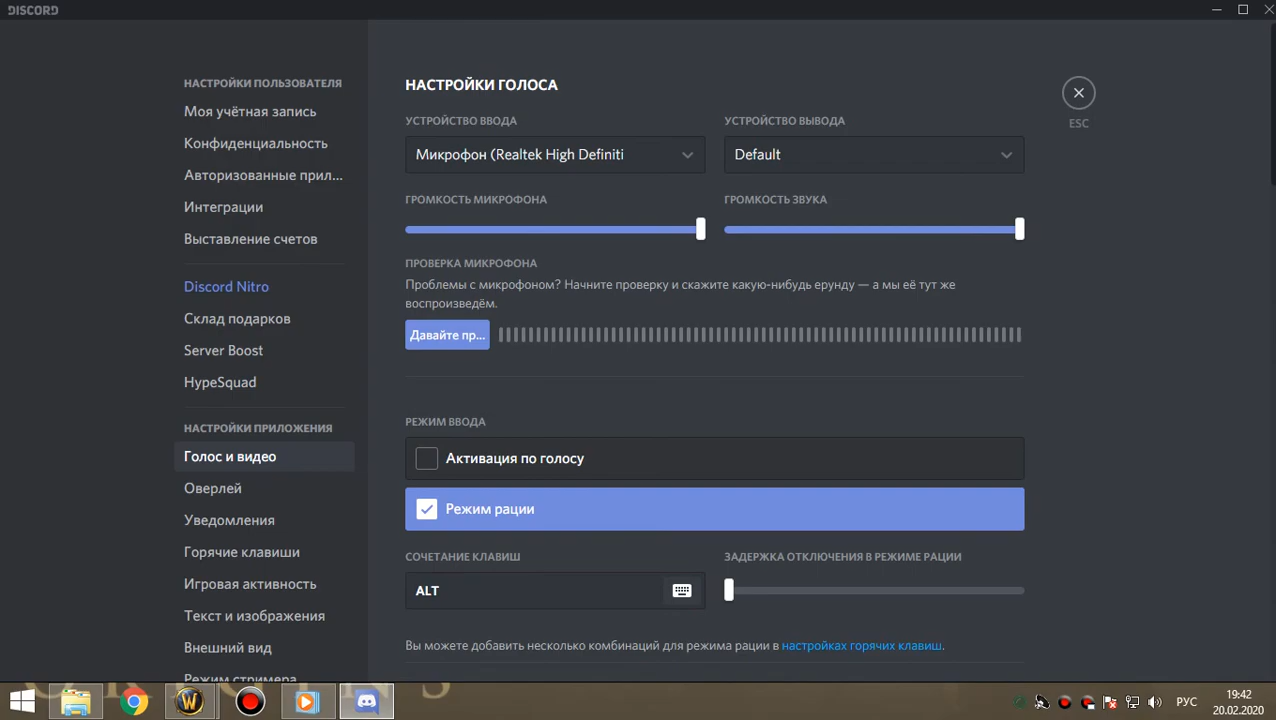 DISCORD
НАСТРОЙКИ ПОЛЬЗОВАТЕЛЯ
Моя учётная запись
Конфиденциальность
Авторизованные прил...
Интеграции
Выставление счетов
Discord Nitro
Склад подарков
Server Boost
HypeSquad
НАСТРОЙКИ ПРИЛОЖЕНИЯ
Голос и видео
Оверлей
Уведомления
Горячие клавиши
Игровая активность
Текст и изображения
Внешний вид
Режим стримера
НАСТРОЙКИ ГОЛОСА
ESC
УСТРОЙСТВО ВВОДА
Микрофон (Realtek High Definiti
УСТРОЙСТВО ВЫВОДА
Default
ГРОМКОСТЬ МИКРОФОНА
ГРОМКОСТЬ ЗВУКА
ПРОВЕРКА МИКРОФОНА
Проблемы с микрофоном? Начните проверку и скажите какую-нибудь ерунду — а мы её тут же
воспроизведём.
Давайте пр...
РЕЖИМ ВВОДА
Активация по голосу
Режим рации
СОЧЕТАНИЕ КЛАВИШ
ALT
ЗАДЕРЖКА ОТКЛЮЧЕНИЯ В РЕЖИМЕ РАЦИИ
Вы можете добавить несколько комбинаций для режима рации в настройках горячих клавиш.
РУС
19:42
20.02.2020